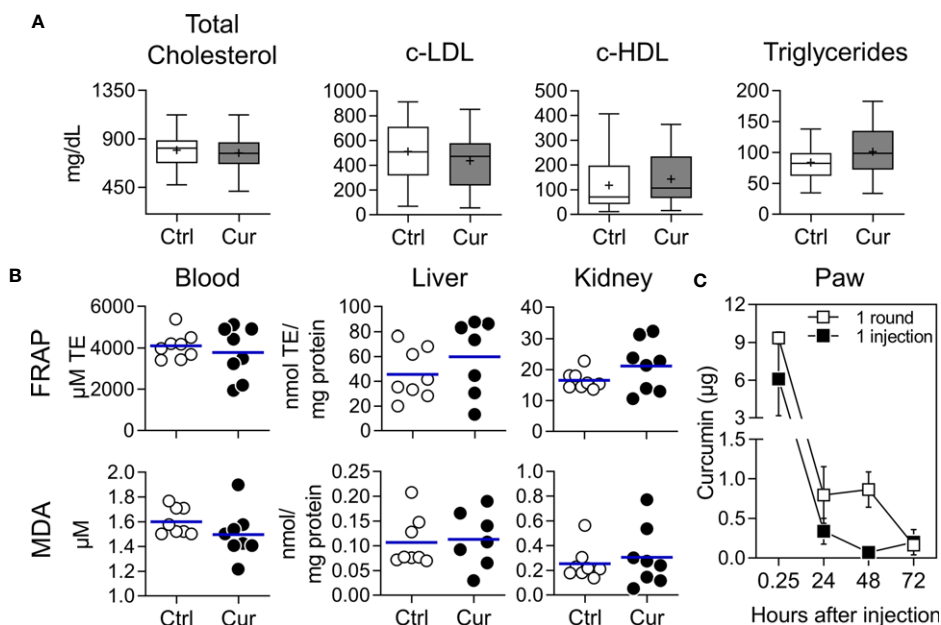 A
Total
Cholesterol
c-LDL
c-HDL
Triglycerides
mg/dL
1350
900
450
Ctrl Cur
1000
800
600
400
200
0
Ctrl Cur
500
400
300
200
100
0
Ctrl Cur
200
150
100
50
0
Ctrl Cur
B
Blood
Liver
Kidney
FRAP
µM TE
6000
4000
2000
0
nmol TE/
mg protein
100
80
60
40
20
0
40
30
20
10
0
MDA
µM
2.0
1.8
1.6
1.4
1.2
1.0
Ctrl Cur
nmol/
mg protein
0.25
0.20
0.15
0.10
0.05
0.00
Ctrl Cur
1.0
0.8
0.6
0.4
0.2
0.0
Ctrl Cur
C
Paw
1 round
1 injection
Curcumin (µg)
12
9
6
3
1.0
0.5
0.0
0.25 24 48 72
Hours after injection